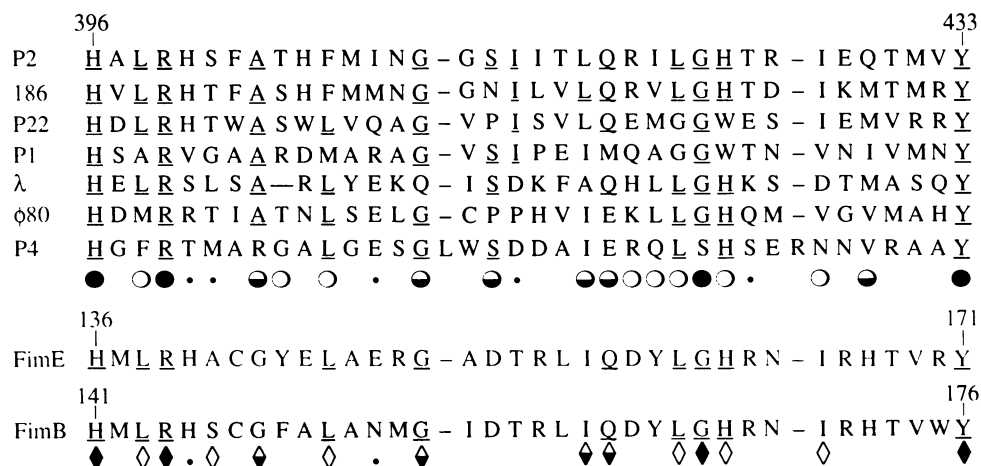 396 433
P2 H A L R H S F A T H F M I N G – G S I I T L Q R I L G H T R – I E Q T M V Y
186 H V L R H T F A S H F M M N G – G N I L V L Q R V L G H T D – I K M T M R Y
P22 H D L R H T W A S W L V Q A G – V P I S V L Q E M G G W E S – I E M V R R Y
P1 H S A R V G A A R D M A R A G – V S I P E I M Q A G G W T N – V N I V M N Y
λ H E L R S L S A — R L Y E K Q – I S D K F A Q H L L G H K S – D T M A S Q Y
φ80 H D M R R T I A T N L S E L G – C P P H V I E K L L G H Q M – V G V M A H Y
P4 H G F R T M A R G A L G E S G L W S D D A I E R Q L S H S E R N N V R A A Y
136 171
FimE H M L R H A C G Y E L A E R G – A D T R L I Q D Y L G H R N – I R H T V R Y
141 176
FimB H M L R H S C G F A L A N M G – I D T R L I Q D Y L G H R N – I R H T V W Y